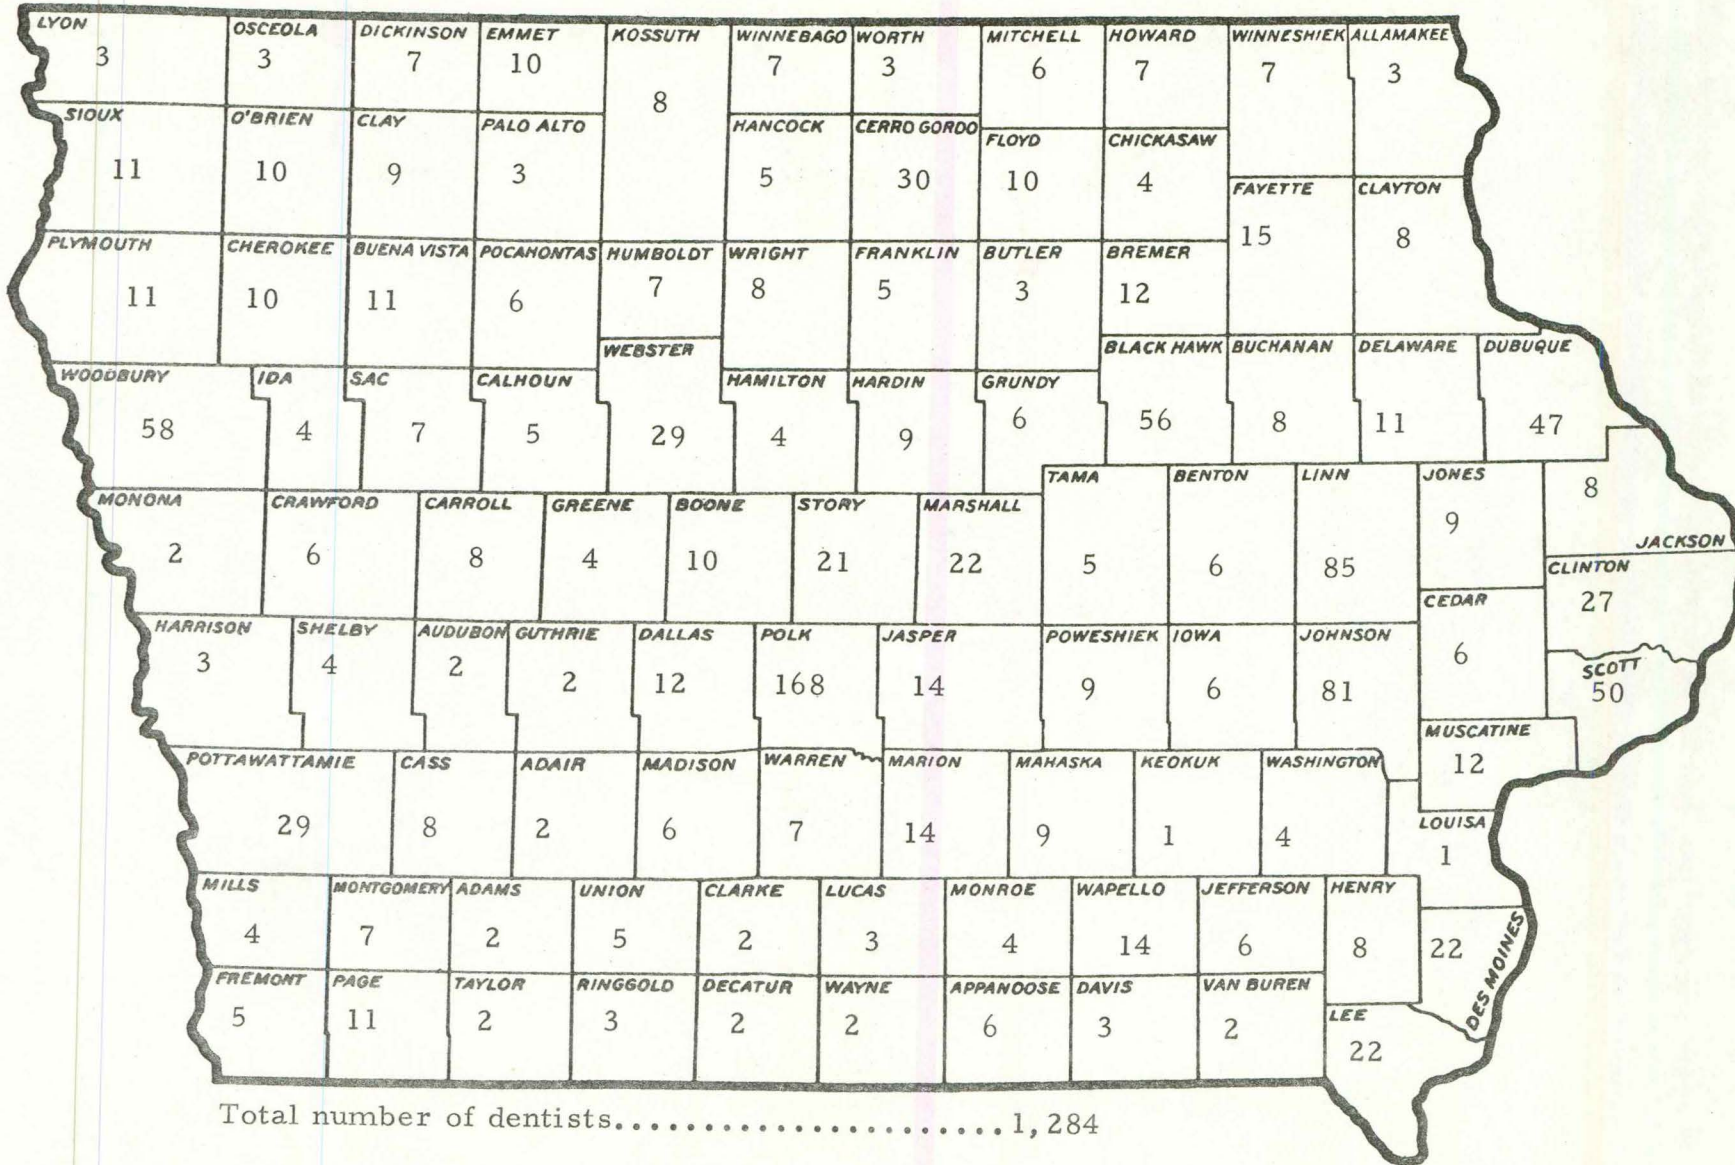 LYON OSCEOLA DICKINSON EMMET KOSSUTH WINNEBAGO WORTH MITCHELL HOWARD WINNESHIEK ALLAMAKEE
3 3 7 10 8 7 3 6 7 7 3
SIOUX O'BRIEN CLAY PALO ALTO HANCOCK CERRO GORDO FLOYD CHICKASAW FAYETTE CLAYTON
11 10 9 3 5 30 10 4 15 8
PLYMOUTH CHEROKEE BUENA VISTA POCAHONTAS HUMBOLDT WRIGHT FRANKLIN BUTLER BREMER
11 10 11 6 7 8 5 3 12
WEBSTER BLACK HAWK BUCHANAN DELAWARE DUBUQUE
29 56 8 11 47
WOODBURY IDA SAC CALHOUN HAMILTON HARDIN GRUNDY
58 4 7 5 4 9 6
TAMA BENTON LINN JONES JACKSON
5 6 85 9 8
MONONA CRAWFORD CARROLL GREENE BOONE STORY MARSHALL
2 6 8 4 10 21 22
CLINTON
27
CEDAR
6
HARRISON SHELBY AUDUBON GUTHRIE DALLAS POLK JASPER POWESHIEK IOWA JOHNSON
3 4 2 2 12 168 14 9 6 81
SCOTT
50
MUSCATINE
12
POTTAWATTAMIE CASS ADAIR MADISON WARREN MARION MAHASKA KEOKUK WASHINGTON
29 8 2 6 7 14 9 1 4
LOUISA
1
MILLS MONTGOMERY ADAMS UNION CLARKE LUCAS MONROE WAPELLO JEFFERSON HENRY DES MOINES
4 7 2 5 2 3 4 14 6 8 22
FREMONT PAGE TAYLOR RINGGOLD DECATUR WAYNE APPANOOSE DAVIS VAN BUREN LEE
5 11 2 3 2 2 6 3 2 22
Total number of dentists...................... 1,284